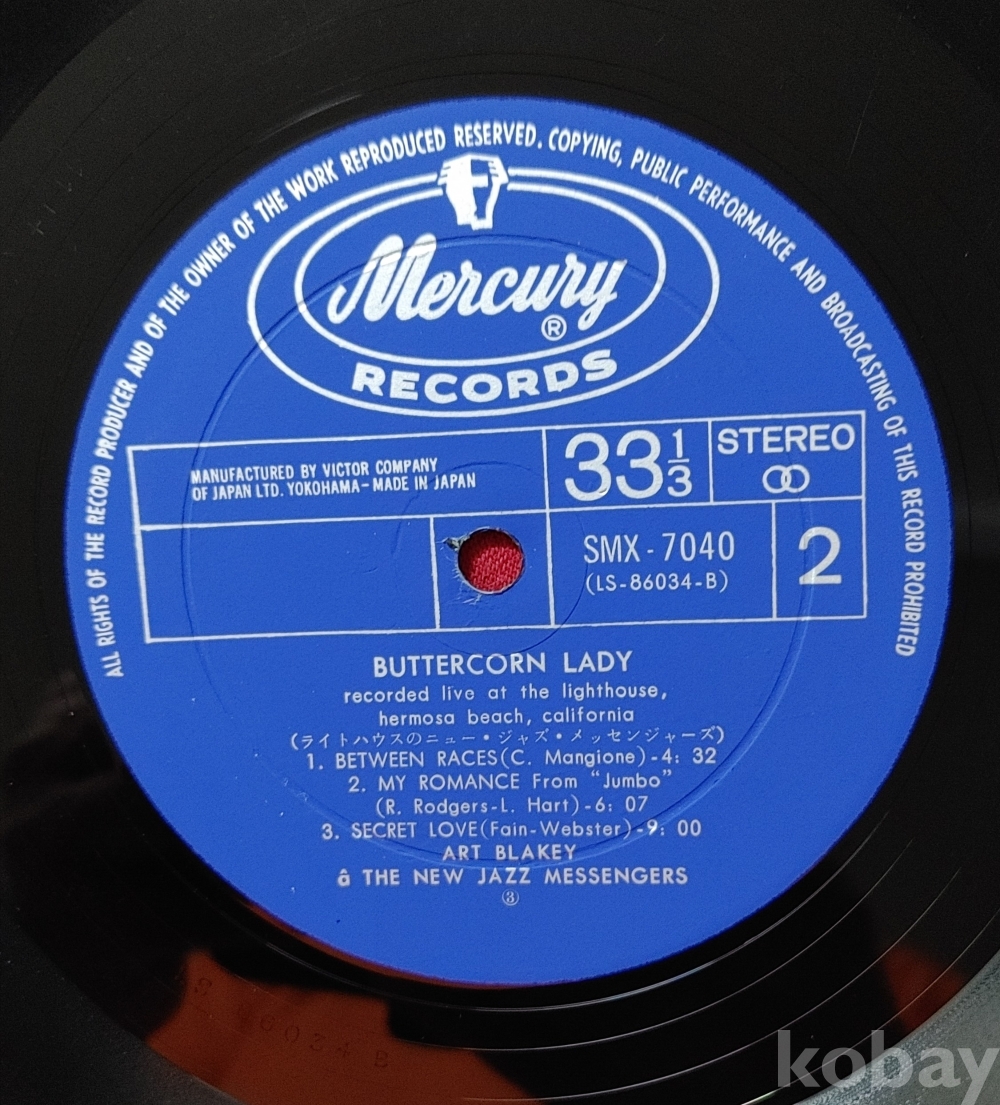 ALL RIGHTS OF THE RECORD PRODUCER AND OF THE OWNER OF THE WORK REPRODUCED RESERVED. COPYING, PUBLIC PERFORMANCE AND BROADCASTING OF THIS RECORD PROHIBITED
Mercury
®
RECORDS
MANUFACTURED BY VICTOR COMPANY
OF JAPAN LTD. YOKOHAMA-MADE IN JAPAN
33 1/3
STEREO
SMX-7040
(LS-86034-B)
2
BUTTERCORN LADY
recorded live at the lighthouse,
hermosa beach, california
(ライトハウスのニュー・ジャズ・メッセンジャーズ)
1. BETWEEN RACES(C. Mangione)-4: 32
2. MY ROMANCE From "Jumbo"
(R. Rodgers-L. Hart)-6: 07
3. SECRET LOVE(Fain-Webster)-9: 00
ART BLAKEY
â THE NEW JAZZ MESSENGERS
③
kobay